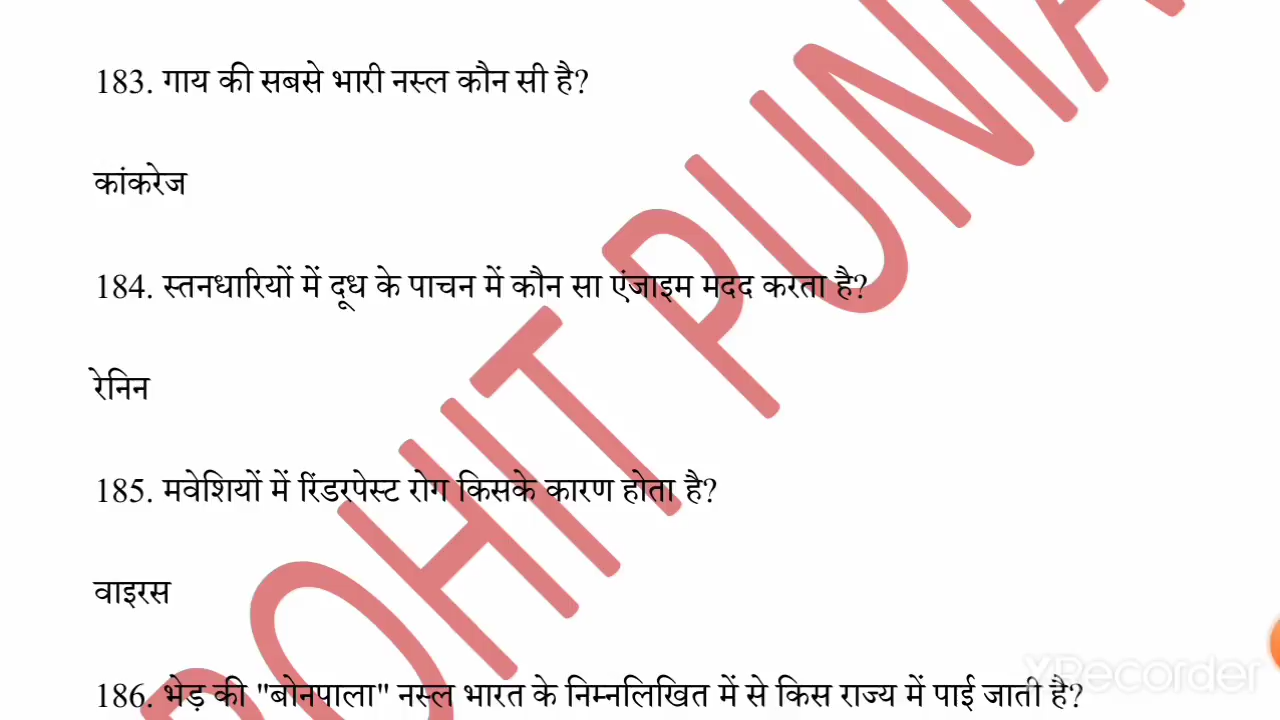 183. गाय की सबसे भारी नस्ल कौन सी है?
कांकरेज
184. स्तनधारियों में दूध के पाचन में कौन सा एंजाइम मदद करता है?
रेनिन
185. मवेशियों में रिंडरपेस्ट रोग किसके कारण होता है?
वाइरस
186. भेड़ की "बोनपाला" नस्ल भारत के निम्नलिखित में से किस राज्य में पाई जाती है?
ROHIT PUNIA
XRecorder